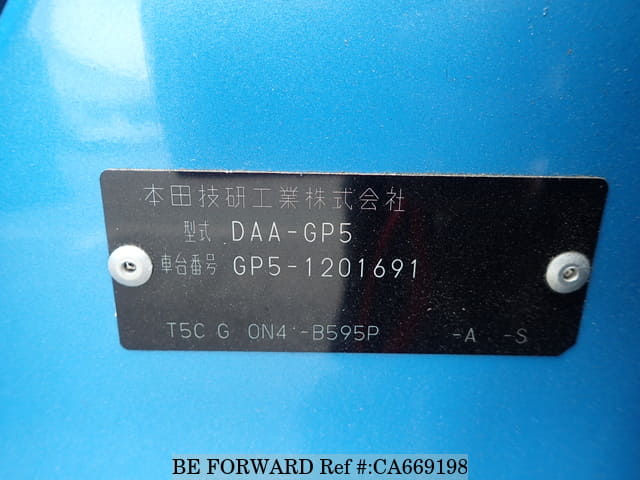 本田技研工業株式会社
型式 DAA-GP5
車台番号 GP5-1201691
T5C G ON4 -B595P -A -S
BE FORWARD Ref #:CA669198